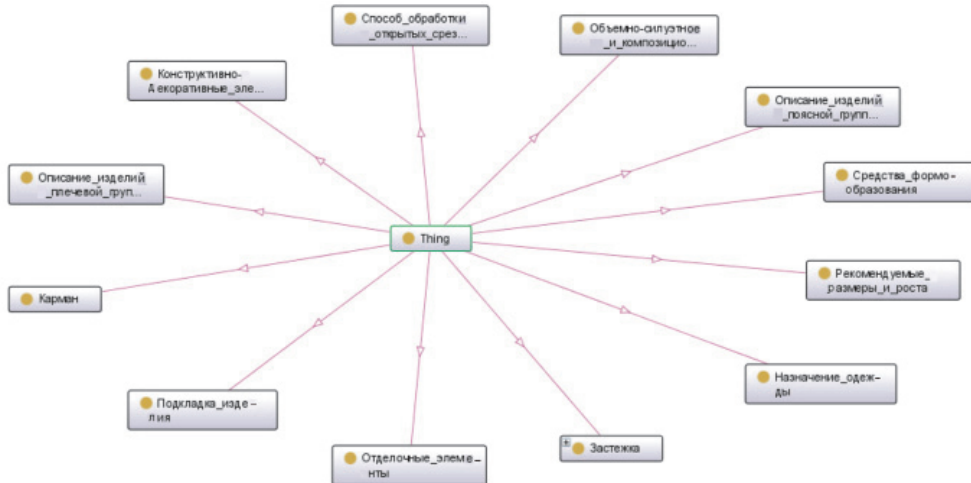 Способ_обработки
_открытых_срез...
Объемно-силуэтное
_и_композицио...
Конструктивно-
декоративные_эле...
Описание_изделий
_поясной_групп...
Описание_изделий
_плечевой_груп...
Средства_формо-
образования
Thing
Рекомендуемые_
размеры_и_роста
Карман
Назначение_одеж-
ды
Подкладка_изде-
лия
Отделочные_элеме-
нты
Застежка